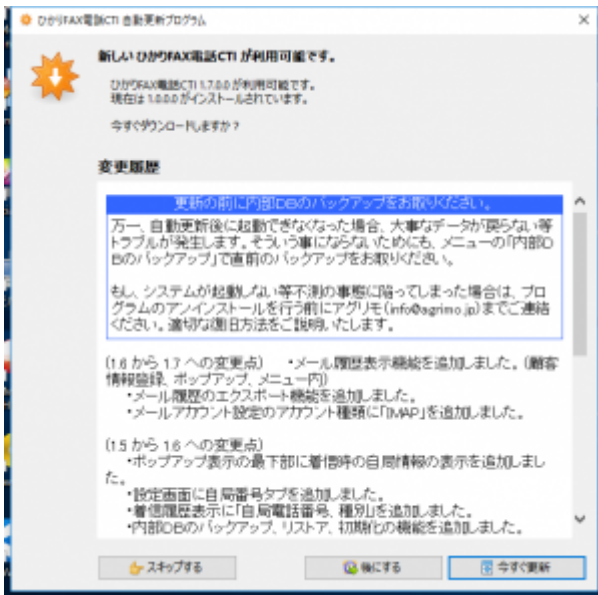 ひかりFAX電話CTI 自動更新プログラム
新しい ひかりFAX電話CTI が利用可能です。
ひかりFAX電話CTI 1.7.0.0 が利用可能です。
現在は 1.0.0.0 がインストールされています。
今すぐダウンロードしますか？
変更履歴
更新の前に内部DBのバックアップをお取りください。
万一、自動更新後に起動できなくなった場合、大事なデータが戻らない等
トラブルが発生します。そういう事にならないためにも、メニューの「内部D
Bのバックアップ」で直前のバックアップをお取りください。
もし、システムが起動しない等不測の事態に陥ってしまった場合は、プロ
グラムのアンインストールを行う前にアグリモ(info@agrimo.jp)までご連絡
ください。適切な復旧方法をご説明いたします。
(1.6 から 1.7 への変更点)　・メール履歴表示機能を追加しました。(顧客
情報登録、ポップアップ、メニュー内)
・メール履歴のエクスポート機能を追加しました。
・メールアカウント設定のアカウント種類に「IMAP」を追加しました。
(1.5 から 1.6 への変更点)
・ポップアップ表示の最下部に着信時の自局情報の表示を追加しまし
た。
・設定画面に自局番号タブを追加しました。
・着信履歴表示に「自局電話番号、種別」を追加しました。
・内部DBのバックアップ、リストア、初期化の機能を追加しました。
スキップする
後にする
今すぐ更新